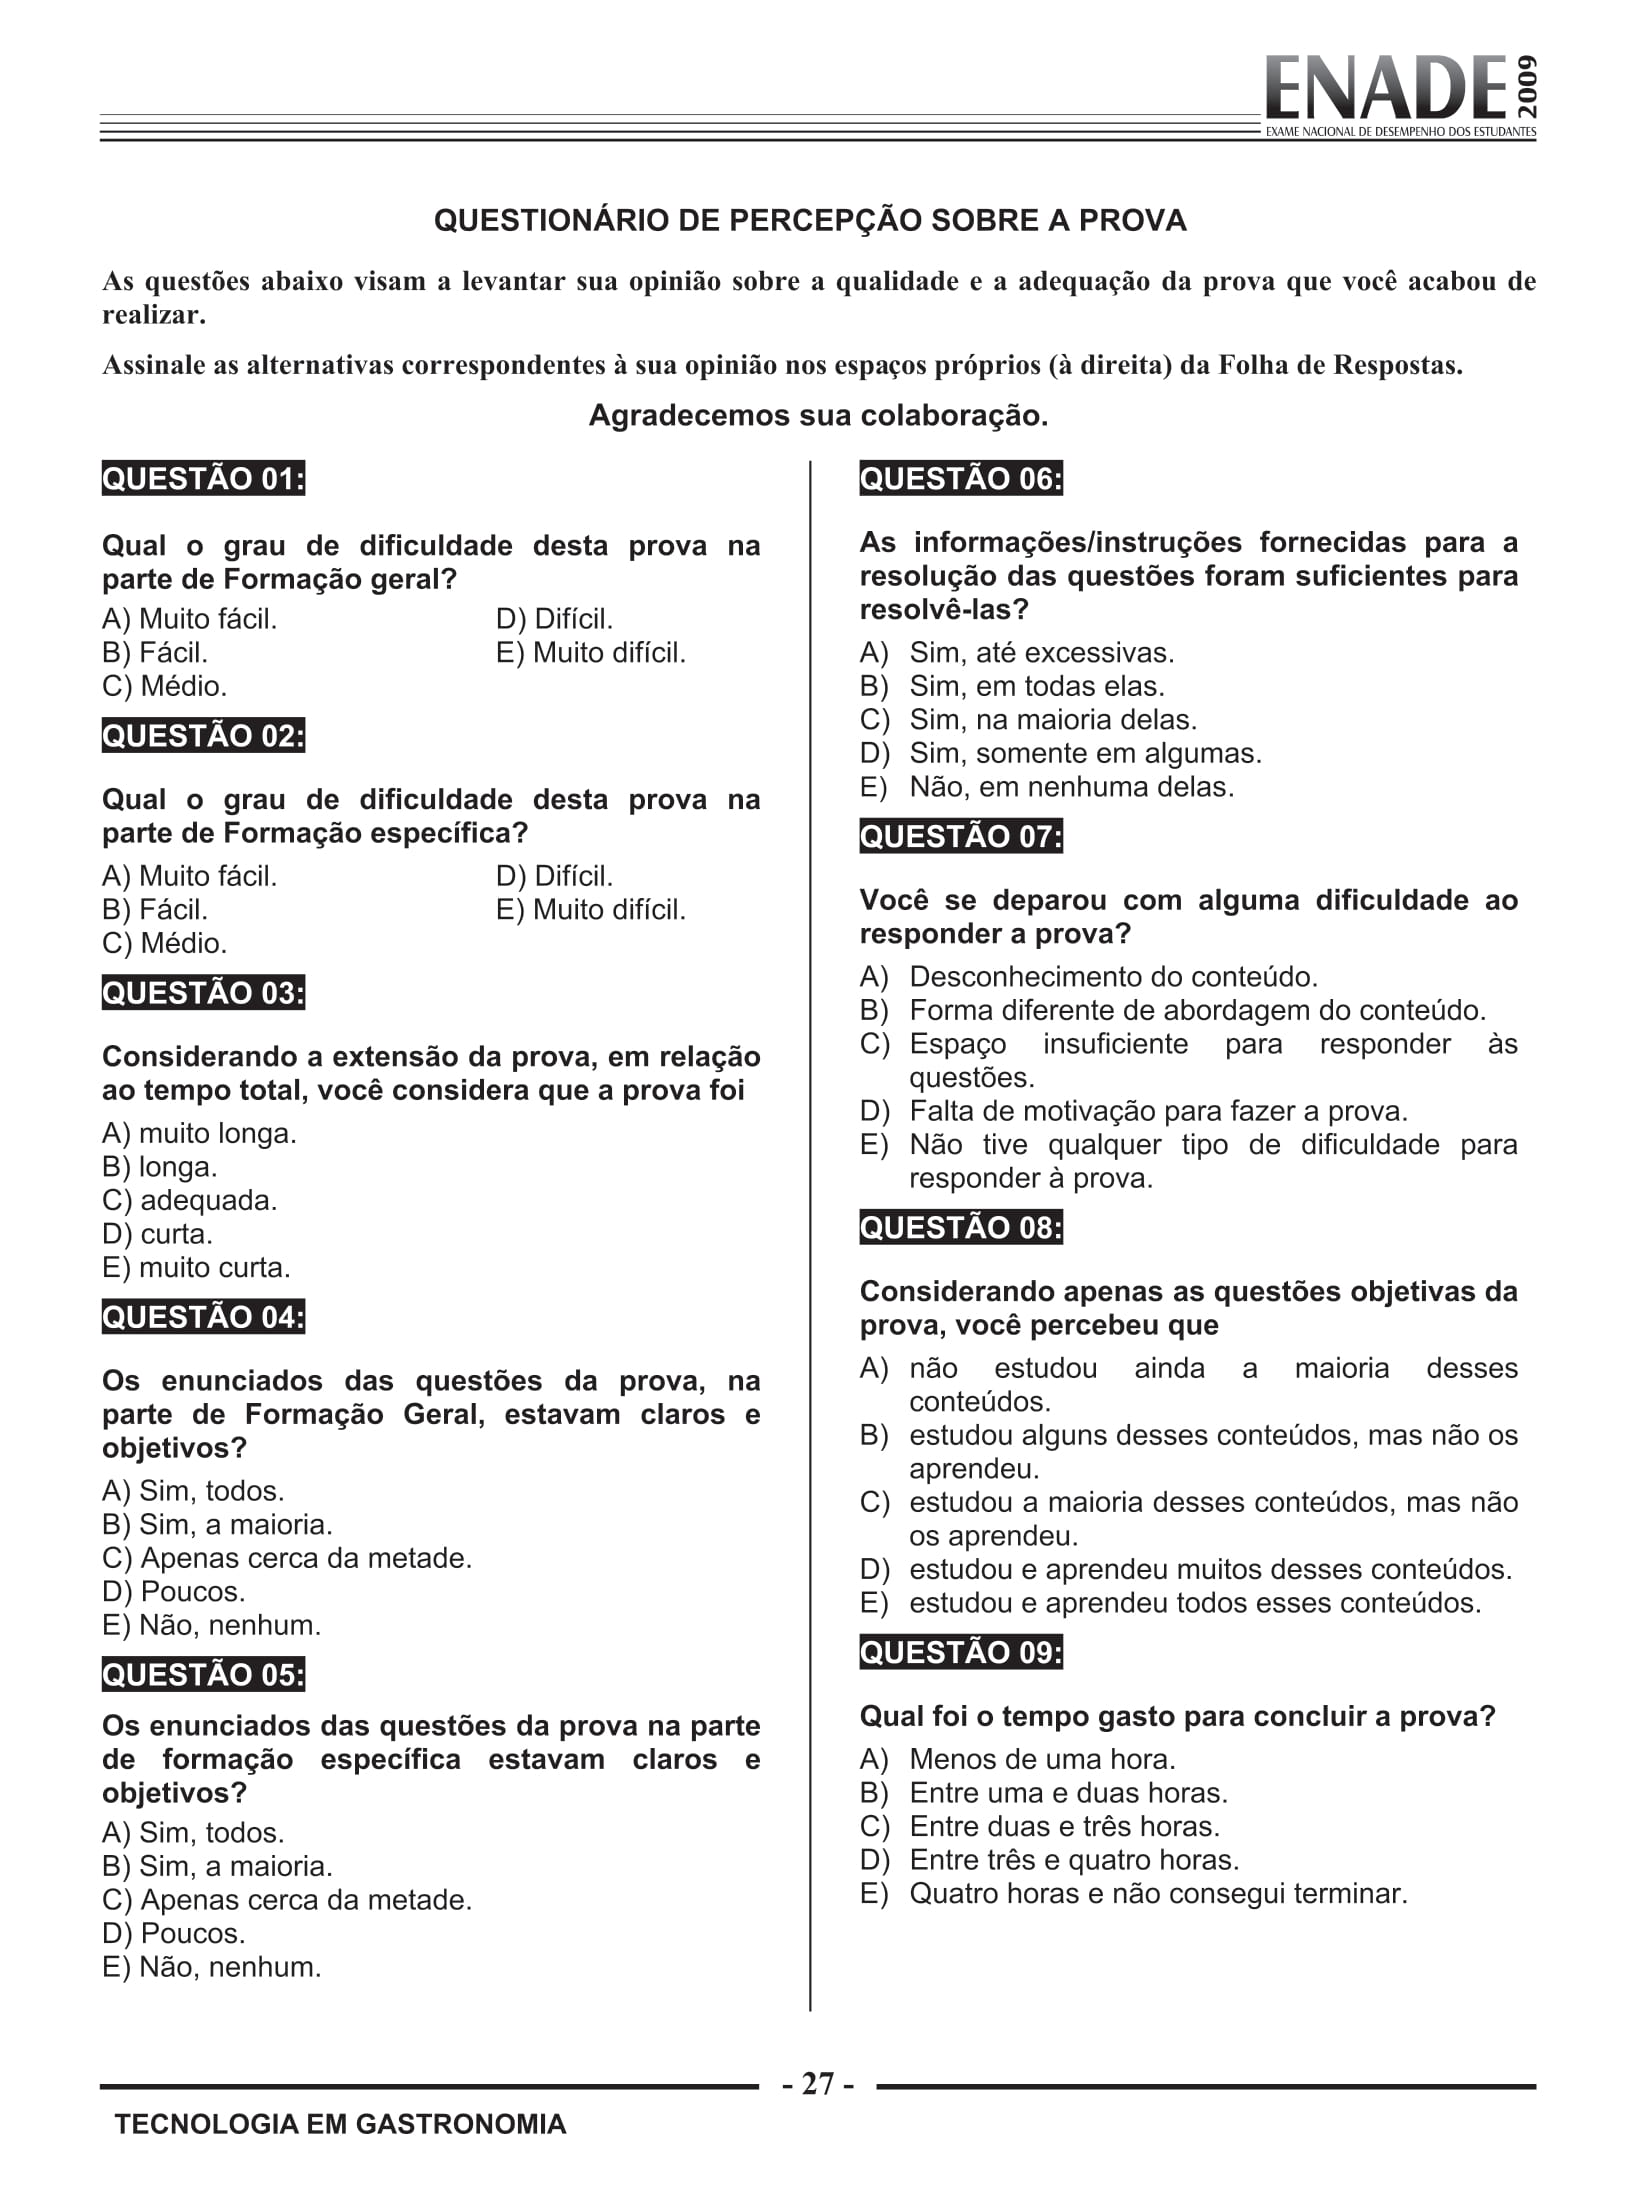 ENADE 2009
EXAME NACIONAL DE DESEMPENHO DOS ESTUDANTES
QUESTIONÁRIO DE PERCEPÇÃO SOBRE A PROVA
As questões abaixo visam a levantar sua opinião sobre a qualidade e a adequação da prova que você acabou de
realizar.
Assinale as alternativas correspondentes à sua opinião nos espaços próprios (à direita) da Folha de Respostas.
Agradecemos sua colaboração.
QUESTÃO 01:
Qual o grau de dificuldade desta prova na
parte de Formação geral?
A) Muito fácil.
B) Fácil.
C) Médio.
D) Difícil.
E) Muito difícil.
QUESTÃO 02:
Qual o grau de dificuldade desta prova na
parte de Formação específica?
A) Muito fácil.
B) Fácil.
C) Médio.
D) Difícil.
E) Muito difícil.
QUESTÃO 03:
Considerando a extensão da prova, em relação
ao tempo total, você considera que a prova foi
A) muito longa.
B) longa.
C) adequada.
D) curta.
E) muito curta.
QUESTÃO 04:
Os enunciados das questões da prova, na
parte de Formação Geral, estavam claros e
objetivos?
A) Sim, todos.
B) Sim, a maioria.
C) Apenas cerca da metade.
D) Poucos.
E) Não, nenhum.
QUESTÃO 05:
Os enunciados das questões da prova na parte
de formação específica estavam claros e
objetivos?
A) Sim, todos.
B) Sim, a maioria.
C) Apenas cerca da metade.
D) Poucos.
E) Não, nenhum.
QUESTÃO 06:
As informações/instruções fornecidas para a
resolução das questões foram suficientes para
resolvê-las?
A) Sim, até excessivas.
B) Sim, em todas elas.
C) Sim, na maioria delas.
D) Sim, somente em algumas.
E) Não, em nenhuma delas.
QUESTÃO 07:
Você se deparou com alguma dificuldade ao
responder a prova?
A) Desconhecimento do conteúdo.
B) Forma diferente de abordagem do conteúdo.
C) Espaço insuficiente para responder às
questões.
D) Falta de motivação para fazer a prova.
E) Não tive qualquer tipo de dificuldade para
responder à prova.
QUESTÃO 08:
Considerando apenas as questões objetivas da
prova, você percebeu que
A) não estudou ainda a maioria desses
conteúdos.
B) estudou alguns desses conteúdos, mas não os
aprendeu.
C) estudou a maioria desses conteúdos, mas não
os aprendeu.
D) estudou e aprendeu muitos desses conteúdos.
E) estudou e aprendeu todos esses conteúdos.
QUESTÃO 09:
Qual foi o tempo gasto para concluir a prova?
A) Menos de uma hora.
B) Entre uma e duas horas.
C) Entre duas e três horas.
D) Entre três e quatro horas.
E) Quatro horas e não consegui terminar.
- 27 -
TECNOLOGIA EM GASTRONOMIA